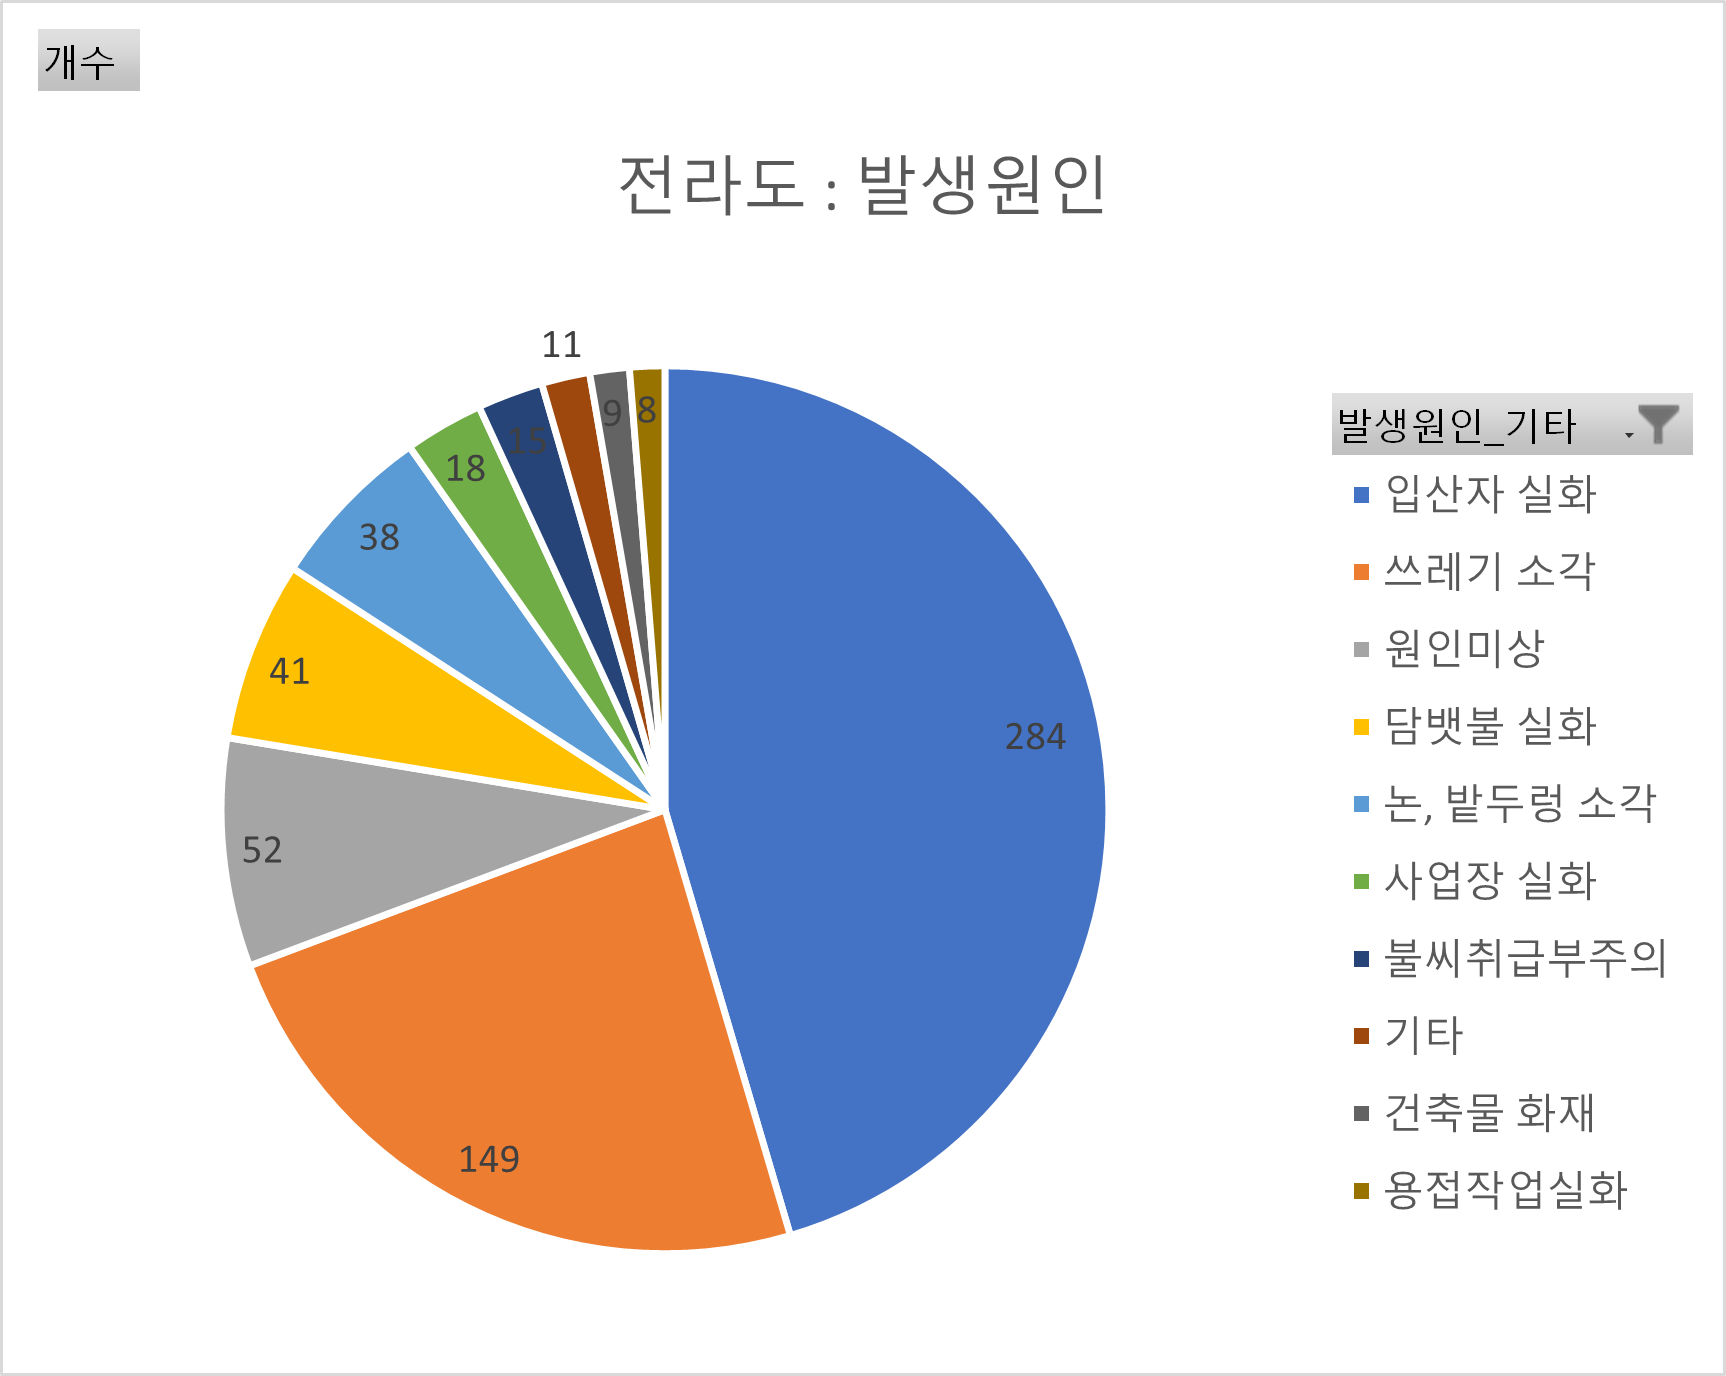 개수
전라도 : 발생원인
11
9
8
15
18
38
41
284
52
149
발생원인_기타
입산자 실화
쓰레기 소각
원인미상
담뱃불 실화
논, 밭두렁 소각
사업장 실화
불씨취급부주의
기타
건축물 화재
용접작업실화